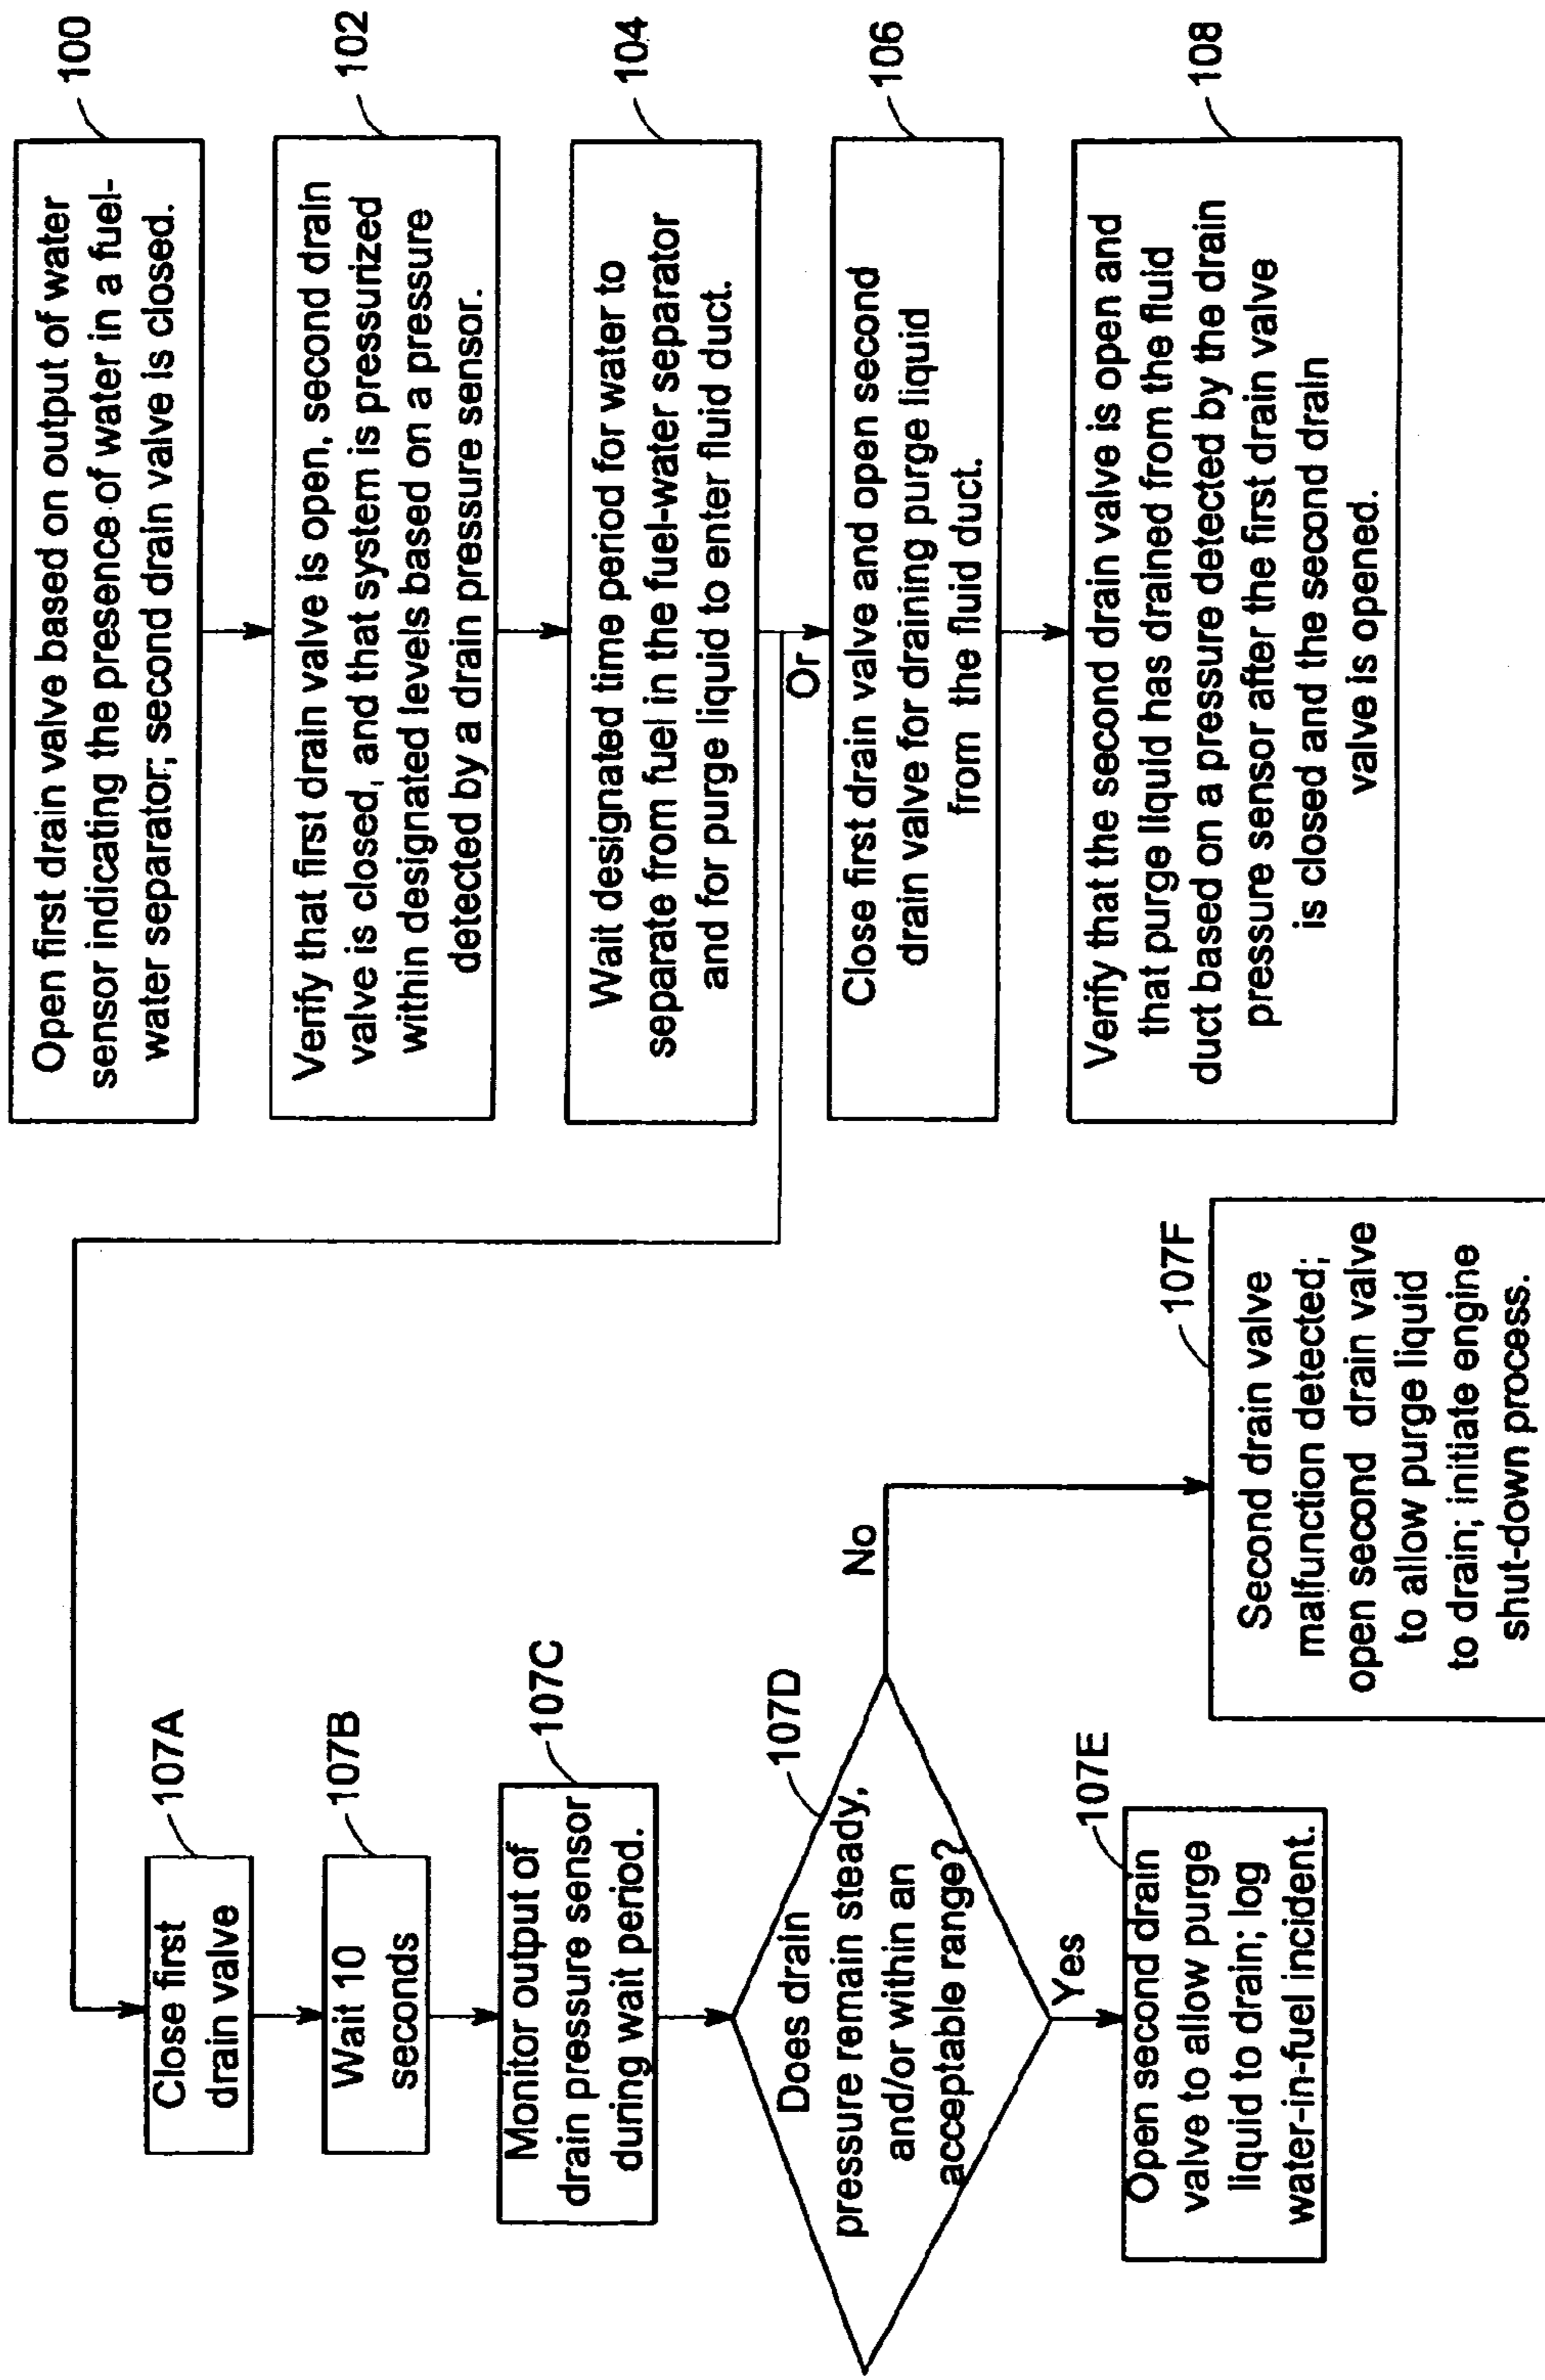 100
Open first drain valve based on output of water
sensor indicating the presence of water in a fuel-
water separator; second drain valve is closed.
102
Verify that first drain valve is open, second drain
valve is closed, and that system is pressurized
within designated levels based on a pressure
detected by a drain pressure sensor.
104
Wait designated time period for water to
separate from fuel in the fuel-water separator
and for purge liquid to enter fluid duct.
Or
106
Close first drain valve and open second
drain valve for draining purge liquid
from the fluid duct.
108
Verify that the second drain valve is open and
that purge liquid has drained from the fluid
duct based on a pressure detected by the drain
pressure sensor after the first drain valve
is closed and the second drain
valve is opened.
107A
Close first
drain valve
107B
Wait 10
seconds
107C
Monitor output of
drain pressure sensor
during wait period.
107D
Does drain
pressure remain steady,
and/or within an
acceptable range?
No
Yes
107E
Open second drain
valve to allow purge
liquid to drain; log
water-in-fuel incident.
107F
Second drain valve
malfunction detected;
open second drain valve
to allow purge liquid
to drain; initiate engine
shut-down process.